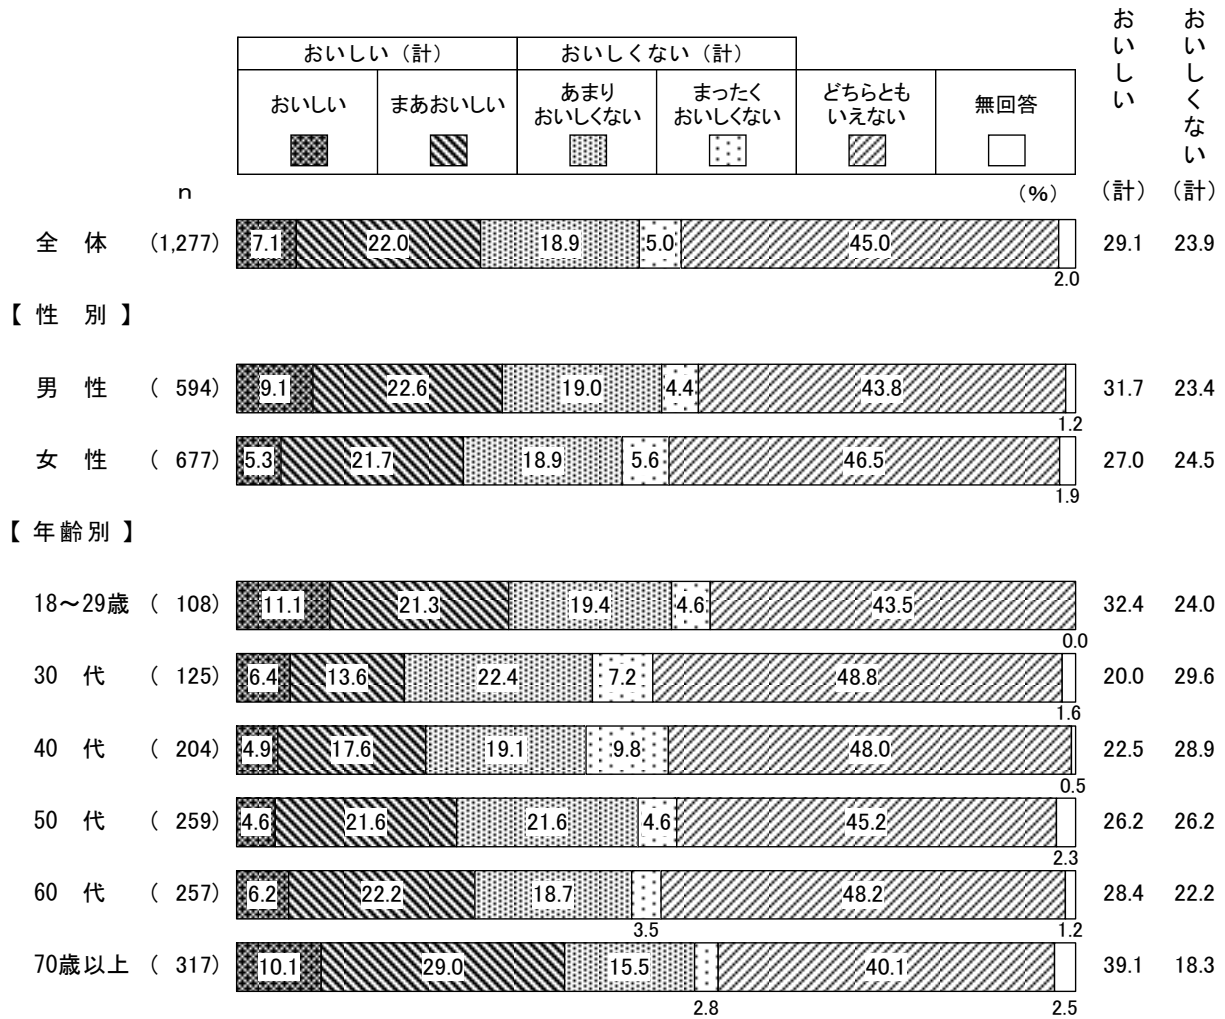 おいしい（計） おいしくない（計）
おいしい まあおいしい あまりおいしくない まったくおいしくない どちらともいえない 無回答
おいしい（計） おいしくない（計）
n （%）
全体 (1,277) 7.1 22.0 18.9 5.0 45.0 29.1 23.9
2.0
【性別】
男性 ( 594) 9.1 22.6 19.0 4.4 43.8 31.7 23.4
1.2
女性 ( 677) 5.3 21.7 18.9 5.6 46.5 27.0 24.5
1.9
【年齢別】
18～29歳 ( 108) 11.1 21.3 19.4 4.6 43.5 32.4 24.0
0.0
30代 ( 125) 6.4 13.6 22.4 7.2 48.8 20.0 29.6
1.6
40代 ( 204) 4.9 17.6 19.1 9.8 48.0 22.5 28.9
0.5
50代 ( 259) 4.6 21.6 21.6 4.6 45.2 26.2 26.2
2.3
60代 ( 257) 6.2 22.2 18.7 48.2 28.4 22.2
3.5 1.2
70歳以上 ( 317) 10.1 29.0 15.5 40.1 39.1 18.3
2.8 2.5